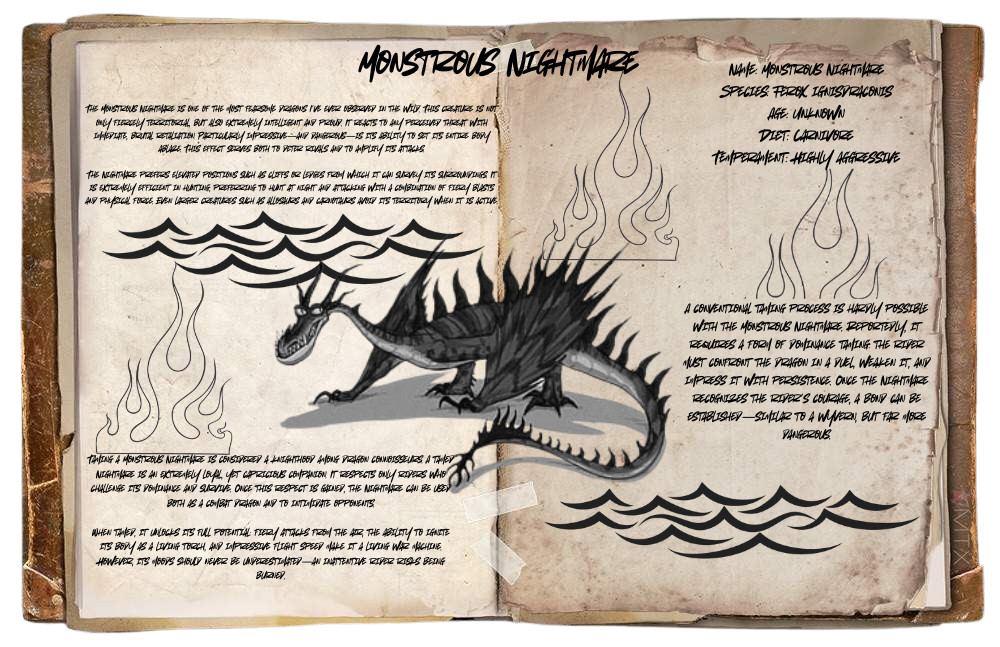 MONSTROUS NIGHTMARE
THE MONSTROUS NIGHTMARE IS ONE OF THE MOST FEARSOME DRAGONS I'VE EVER OBSERVED IN THE WILD. THIS CREATURE IS NOT
ONLY FIERCELY TERRITORIAL, BUT ALSO EXTREMELY INTELLIGENT AND PROUD. IT REACTS TO ANY PERCEIVED THREAT WITH
IMMEDIATE, BRUTAL RETALIATION. PARTICULARLY IMPRESSIVE—AND DANGEROUS—IS ITS ABILITY TO SET ITS ENTIRE BODY
ABLAZE. THIS EFFECT SERVES BOTH TO DETER RIVALS AND TO AMPLIFY ITS ATTACKS.
THE NIGHTMARE PREFERS ELEVATED POSITIONS SUCH AS CLIFFS OR LEDGES FROM WHICH IT CAN SURVEY ITS SURROUNDINGS. IT
IS EXTREMELY EFFICIENT IN HUNTING, PREFERRING TO HUNT AT NIGHT AND ATTACKING WITH A COMBINATION OF FIERY BLASTS
AND PHYSICAL FORCE. EVEN LARGER CREATURES SUCH AS ALLOSAURS AND CARNOTAURS AVOID ITS TERRITORY WHEN IT IS ACTIVE.
TAMING A MONSTROUS NIGHTMARE IS CONSIDERED A KNIGHTHOOD AMONG DRAGON CONNOISSEURS. A TAMED
NIGHTMARE IS AN EXTREMELY LOYAL, YET CAPRICIOUS COMPANION. IT RESPECTS ONLY RIDERS WHO
CHALLENGE ITS DOMINANCE AND SURVIVE. ONCE THIS RESPECT IS GAINED, THE NIGHTMARE CAN BE USED
BOTH AS A COMBAT DRAGON AND TO INTIMIDATE OPPONENTS.
WHEN TAMED, IT UNLOCKS ITS FULL POTENTIAL: FIERY ATTACKS FROM THE AIR, THE ABILITY TO IGNITE
ITS BODY AS A LIVING TORCH, AND IMPRESSIVE FLIGHT SPEED MAKE IT A LIVING WAR MACHINE.
HOWEVER, ITS MOODS SHOULD NEVER BE UNDERESTIMATED—AN INATTENTIVE RIDER RISKS BEING
BURNED.
NAME: MONSTROUS NIGHTMARE
SPECIES: FEROX IGNISDRACONIS
AGE: UNKNOWN
DIET: CARNIVORE
TEMPERAMENT: HIGHLY AGGRESSIVE
A CONVENTIONAL TAMING PROCESS IS HARDLY POSSIBLE
WITH THE MONSTROUS NIGHTMARE. REPORTEDLY, IT
REQUIRES A FORM OF DOMINANCE TAMING: THE RIDER
MUST CONFRONT THE DRAGON IN A DUEL, WEAKEN IT, AND
IMPRESS IT WITH PERSISTENCE. ONCE THE NIGHTMARE
RECOGNIZES THE RIDER'S COURAGE, A BOND CAN BE
ESTABLISHED—SIMILAR TO A WYVERN, BUT FAR MORE
DANGEROUS.